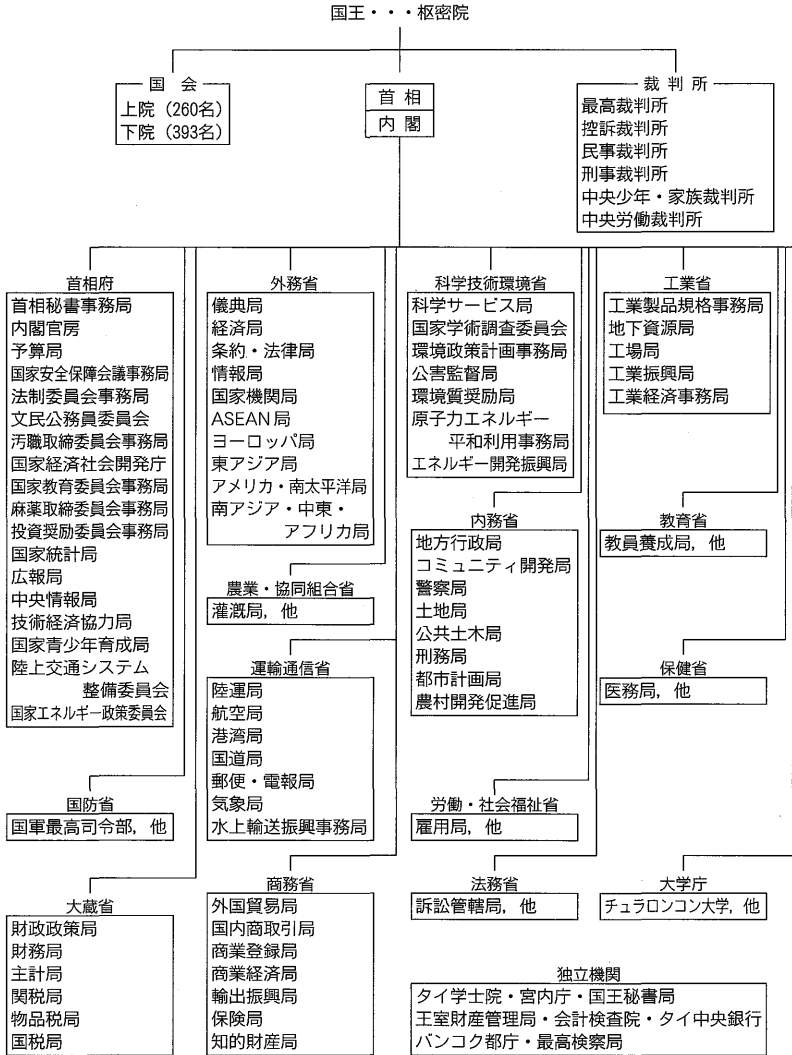 国王・・・枢密院
国会
上院（260名）
下院（393名）
首相
内閣
裁判所
最高裁判所
控訴裁判所
民事裁判所
刑事裁判所
中央少年・家族裁判所
中央労働裁判所
首相府
首相秘書事務局
内閣官房
予算局
国家安全保障会議事務局
法制委員会事務局
文民公務員委員会
汚職取締委員会事務局
国家経済社会開発庁
国家教育委員会事務局
麻薬取締委員会事務局
投資奨励委員会事務局
国家統計局
広報局
中央情報局
技術経済協力局
国家青少年育成局
陸上交通システム
整備委員会
国家エネルギー政策委員会
国防省
国軍最高司令部，他
大蔵省
財政政策局
財務局
主計局
関税局
物品税局
国税局
外務省
儀典局
経済局
条約・法律局
情報局
国家機関局
ASEAN局
ヨーロッパ局
東アジア局
アメリカ・南太平洋局
南アジア・中東・
アフリカ局
農業・協同組合省
灌漑局，他
運輸通信省
陸運局
航空局
港湾局
国道局
郵便・電報局
気象局
水上輸送振興事務局
商務省
外国貿易局
国内商取引局
商業登録局
商業経済局
輸出振興局
保険局
知的財産局
科学技術環境省
科学サービス局
国家学術調査委員会
環境政策計画事務局
公害監督局
環境質奨励局
原子力エネルギー
平和利用事務局
エネルギー開発振興局
内務省
地方行政局
コミュニティ開発局
警察局
土地局
公共土木局
刑務局
都市計画局
農村開発促進局
労働・社会福祉省
雇用局，他
法務省
訴訟管轄局，他
工業省
工業製品規格事務局
地下資源局
工場局
工業振興局
工業経済事務局
教育省
教員養成局，他
保健省
医務局，他
大学庁
チュラロンコン大学，他
独立機関
タイ学士院・宮内庁・国王秘書局
王室財産管理局・会計検査院・タイ中央銀行
バンコク都庁・最高検察局